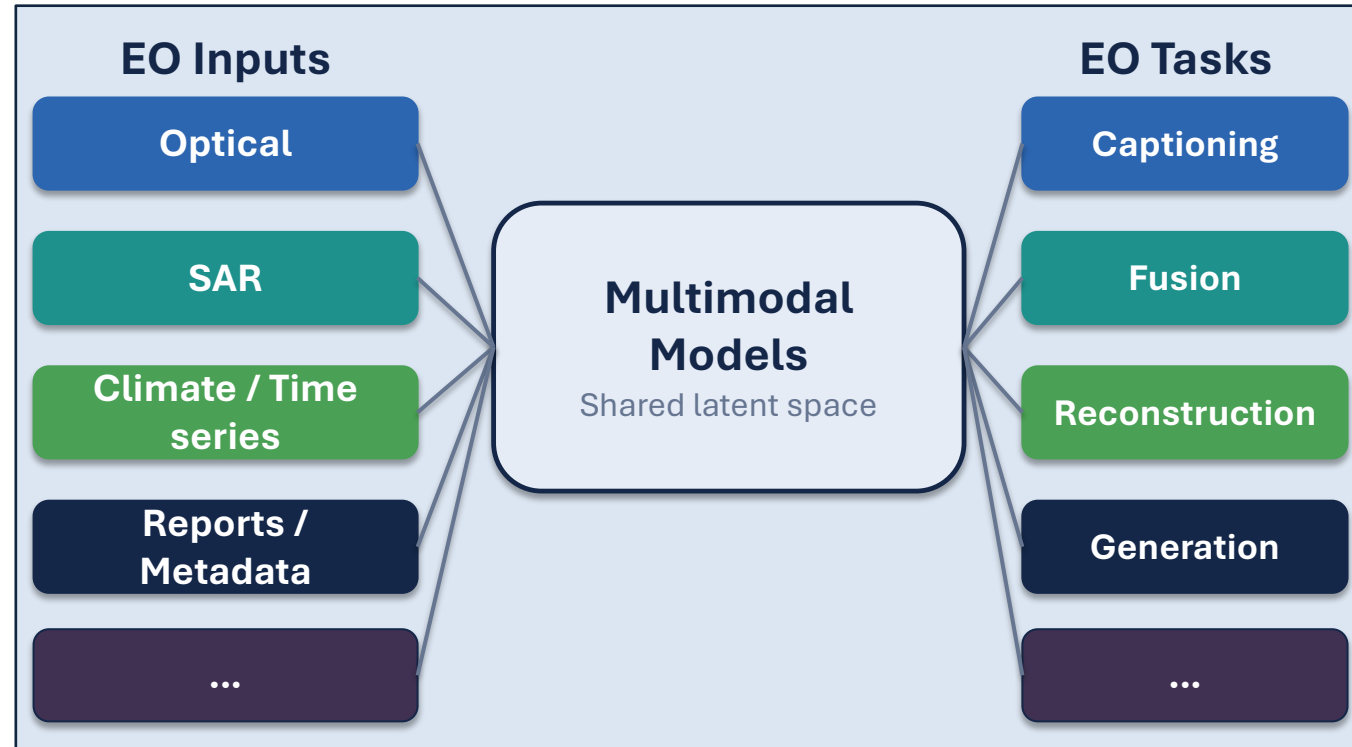 EO Inputs
Optical
SAR
Climate / Time
series
Reports /
Metadata
...
Multimodal
Models
Shared latent space
EO Tasks
Captioning
Fusion
Reconstruction
Generation
...